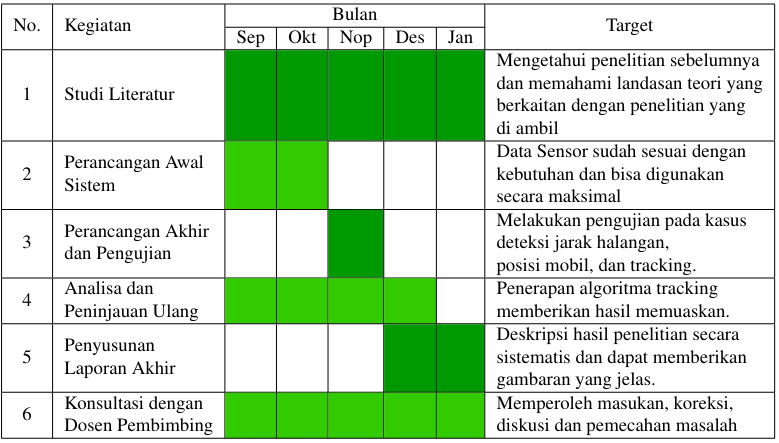 No. Kegiatan Bulan Target
Sep Okt Nop Des Jan
1 Studi Literatur
Mengetahui penelitian sebelumnya
dan memahami landasan teori yang
berkaitan dengan penelitian yang
di ambil
2 Perancangan Awal
Sistem
Data Sensor sudah sesuai dengan
kebutuhan dan bisa digunakan
secara maksimal
3 Perancangan Akhir
dan Pengujian
Melakukan pengujian pada kasus
deteksi jarak halangan,
posisi mobil, dan tracking.
4 Analisa dan
Peninjauan Ulang
Penerapan algoritma tracking
memberikan hasil memuaskan.
5 Penyusunan
Laporan Akhir
Deskripsi hasil penelitian secara
sistematis dan dapat memberikan
gambaran yang jelas.
6 Konsultasi dengan
Dosen Pembimbing
Memperoleh masukan, koreksi,
diskusi dan pemecahan masalah